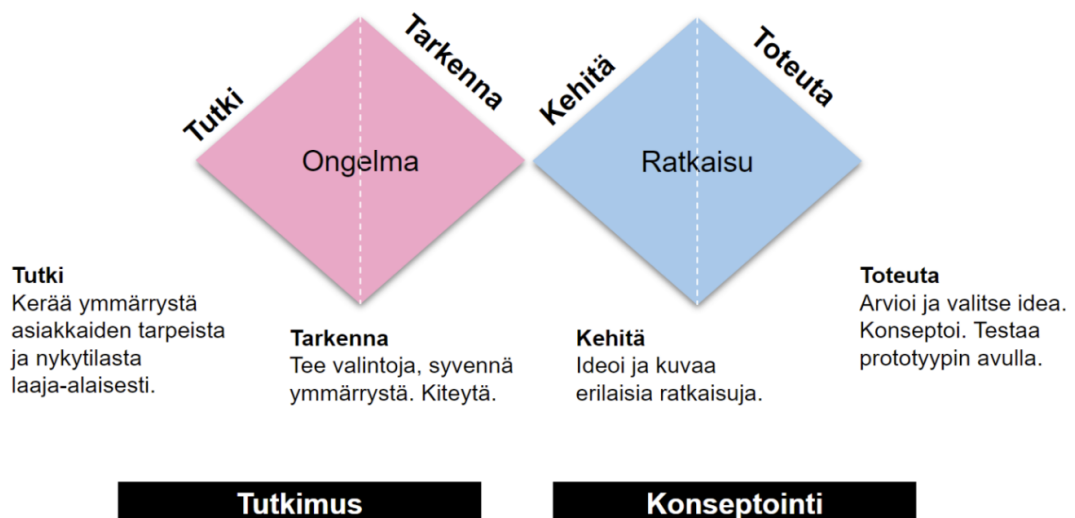 Tutki
Tarkenna
Kehitä
Toteuta
Ongelma
Ratkaisu
Tutki
Kerää ymmärrystä
asiakkaiden tarpeista
ja nykytilasta
laaja-alaisesti.
Tarkenna
Tee valintoja, syvennä
ymmärrystä. Kiteytä.
Kehitä
Ideoi ja kuvaa
erilaisia ratkaisuja.
Toteuta
Arvioi ja valitse idea.
Konseptoi. Testaa
prototyypin avulla.
Tutkimus
Konseptointi